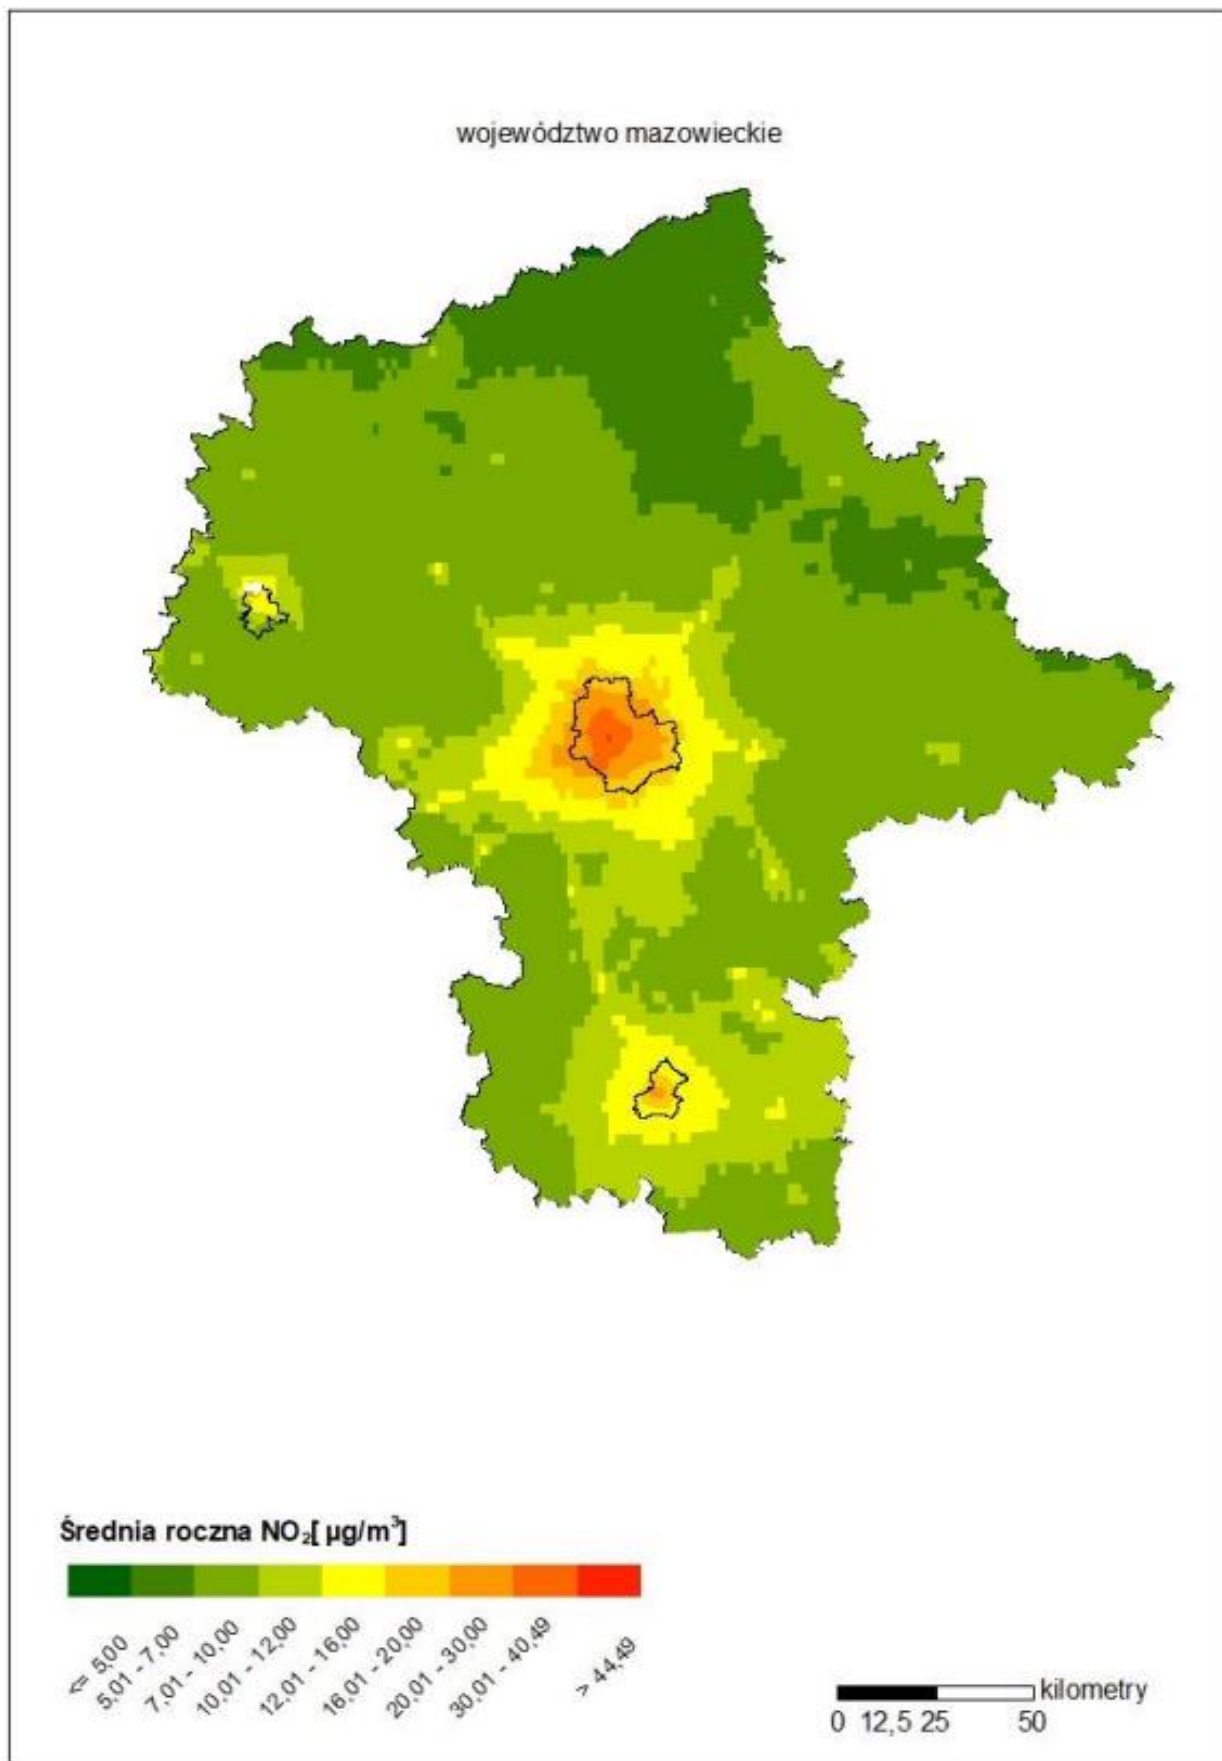 województwo mazowieckie
Średnia roczna NO₂[ µg/m³]
<= 5,00
5,01 - 7,00
7,01 - 10,00
10,01 - 12,00
12,01 - 16,00
16,01 - 20,00
20,01 - 30,00
30,01 - 40,49
> 44,49
kilometry
0 12,5 25 50